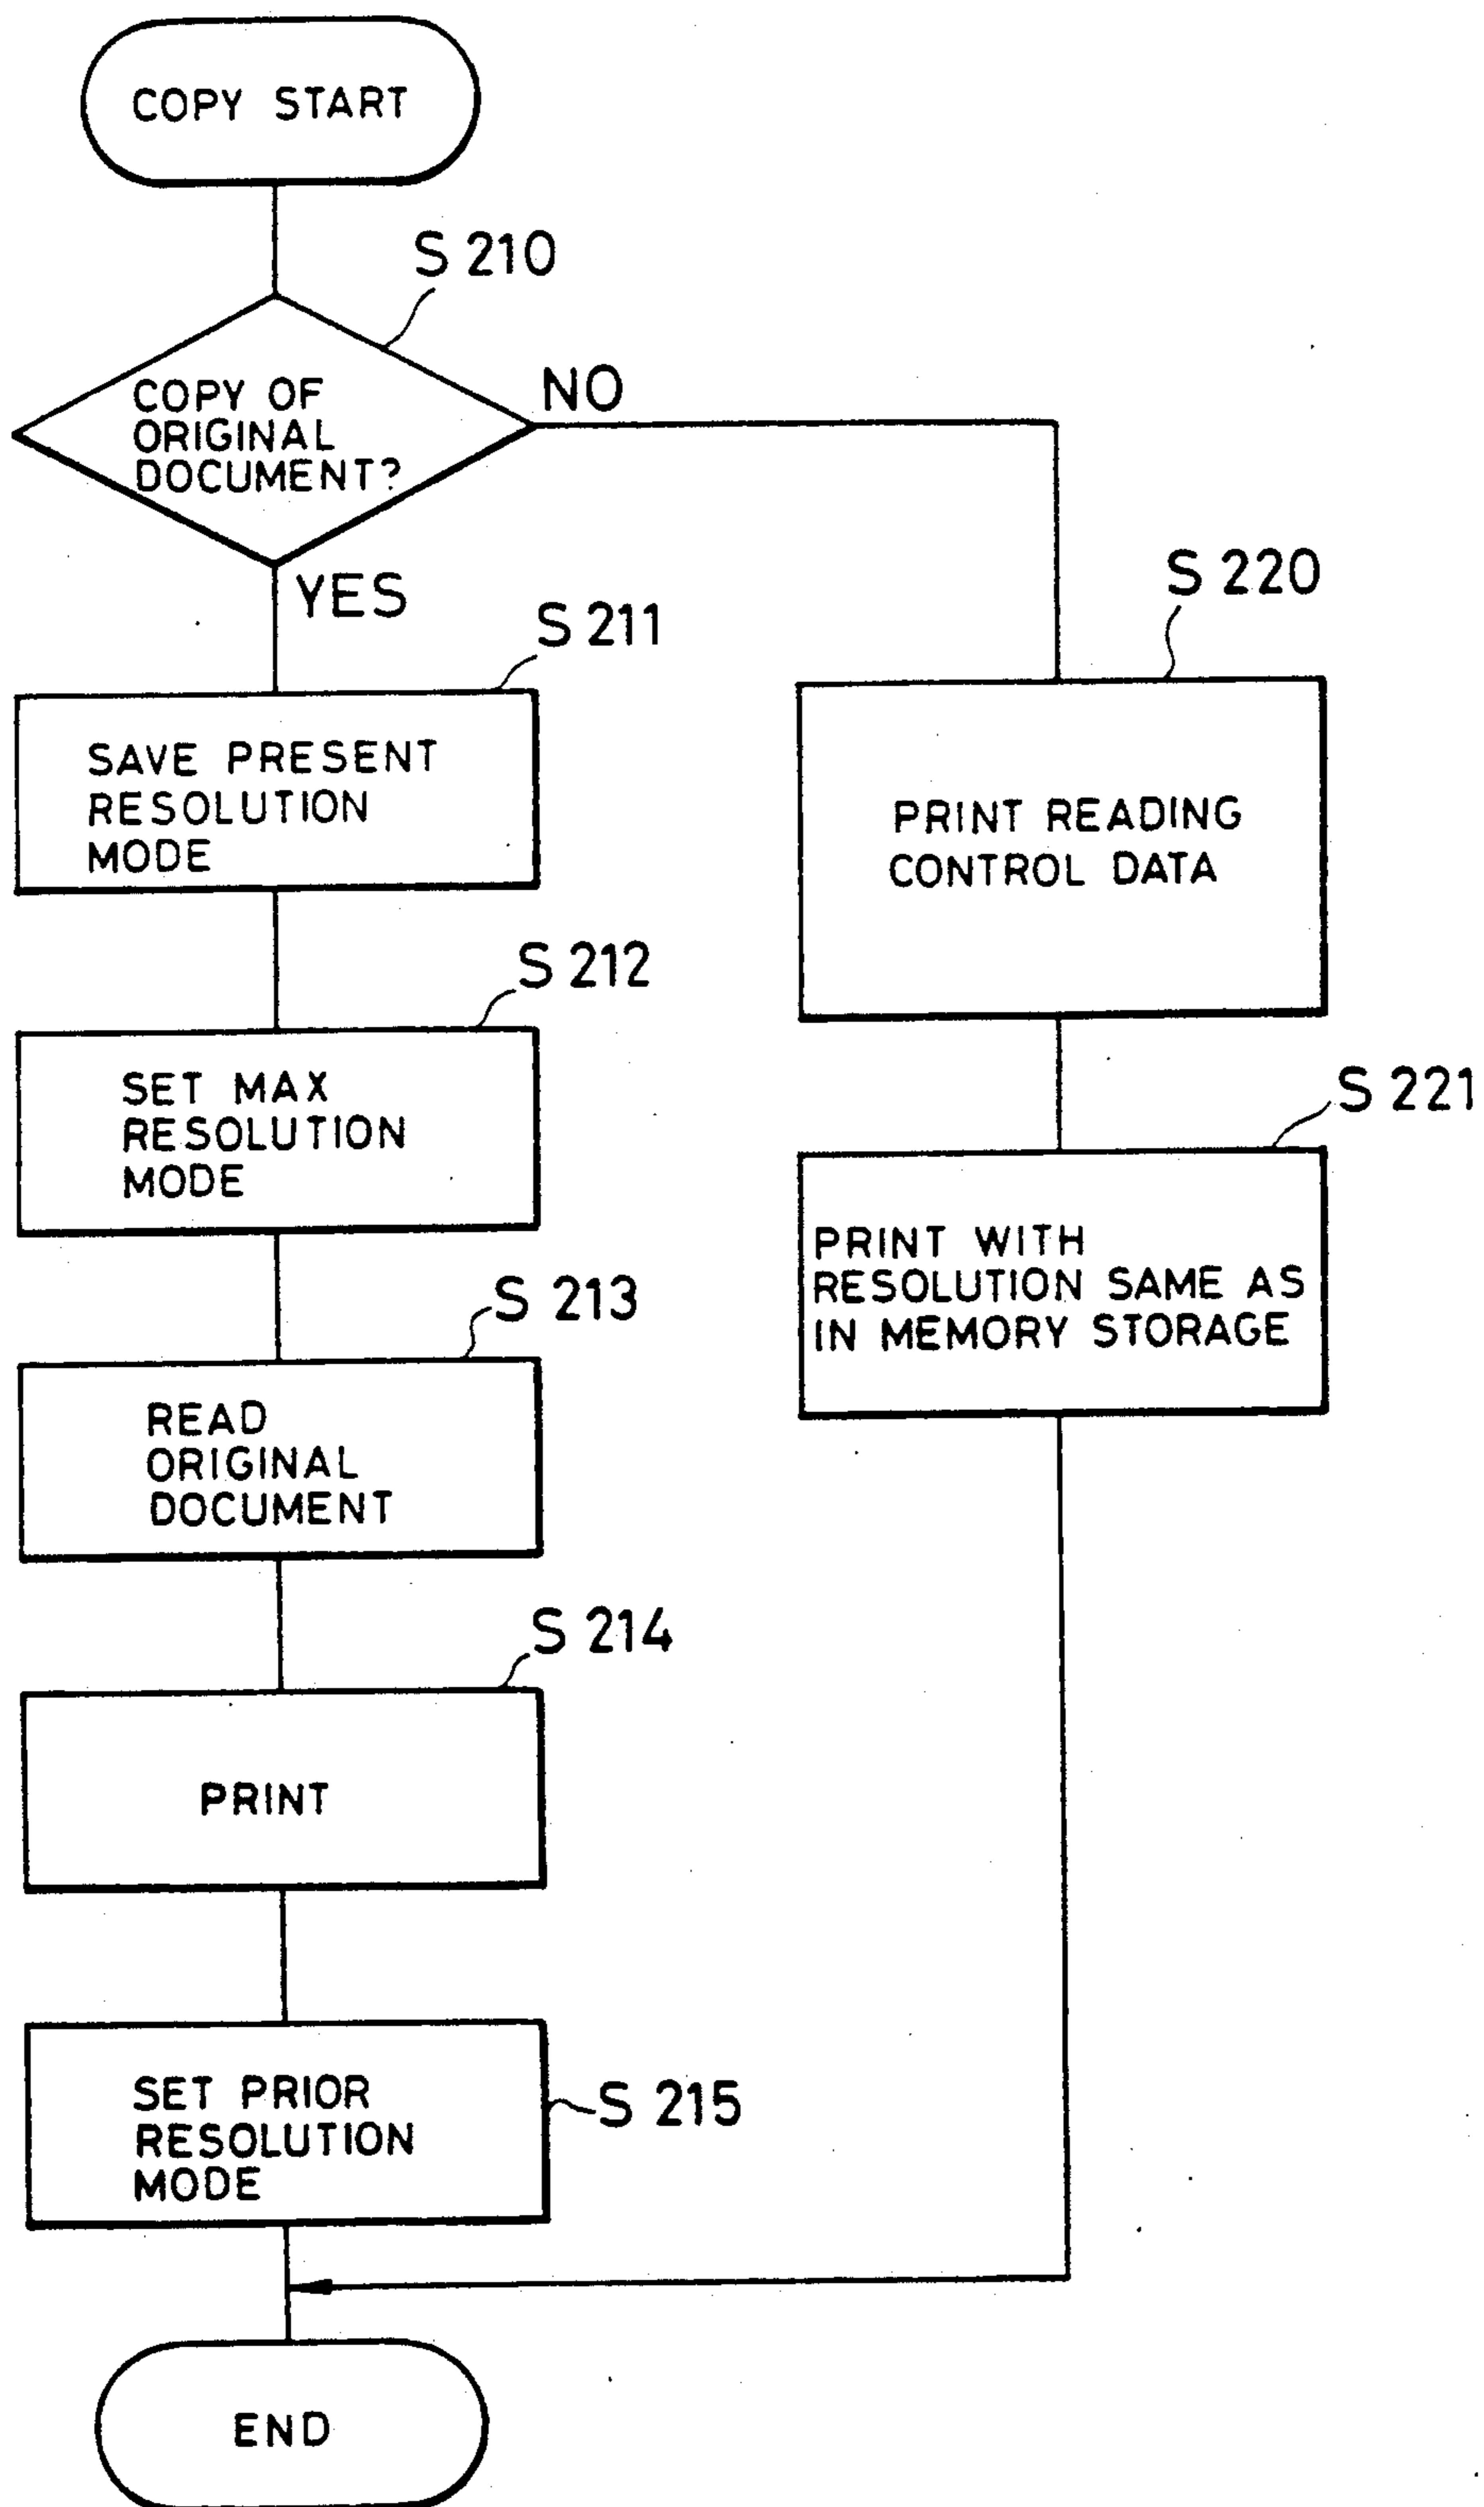 COPY START
S 210
COPY OF
ORIGINAL
DOCUMENT?
NO
YES
S 211
SAVE PRESENT
RESOLUTION
MODE
S 212
SET MAX
RESOLUTION
MODE
S 213
READ
ORIGINAL
DOCUMENT
S 214
PRINT
SET PRIOR
RESOLUTION
MODE
S 215
S 220
PRINT READING
CONTROL DATA
S 221
PRINT WITH
RESOLUTION SAME AS
IN MEMORY STORAGE
END